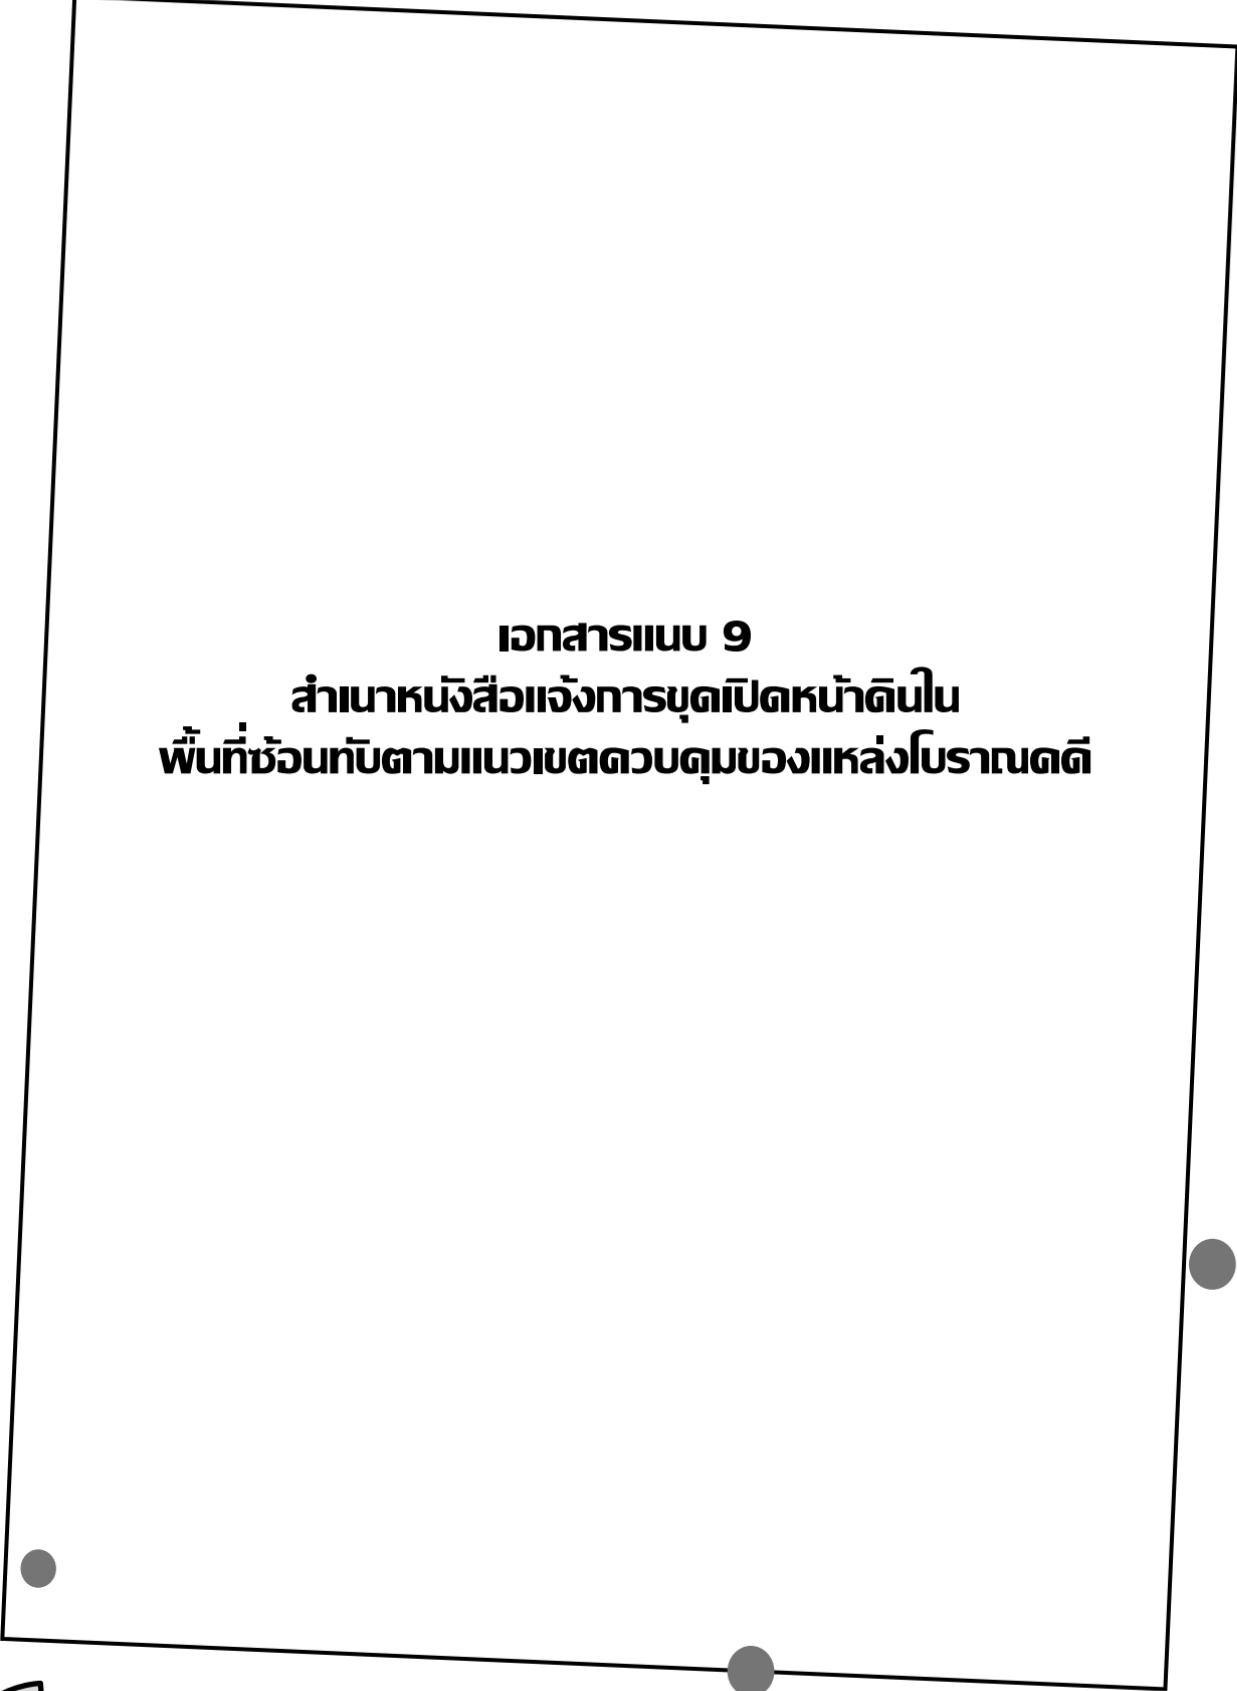 เอกสารแนบ 9
สำเนาหนังสือแจ้งการขุดเปิดหน้าดินใน
พื้นที่ซ้อนทับตามแนวเขตควบคุมของแหล่งโบราณคดี